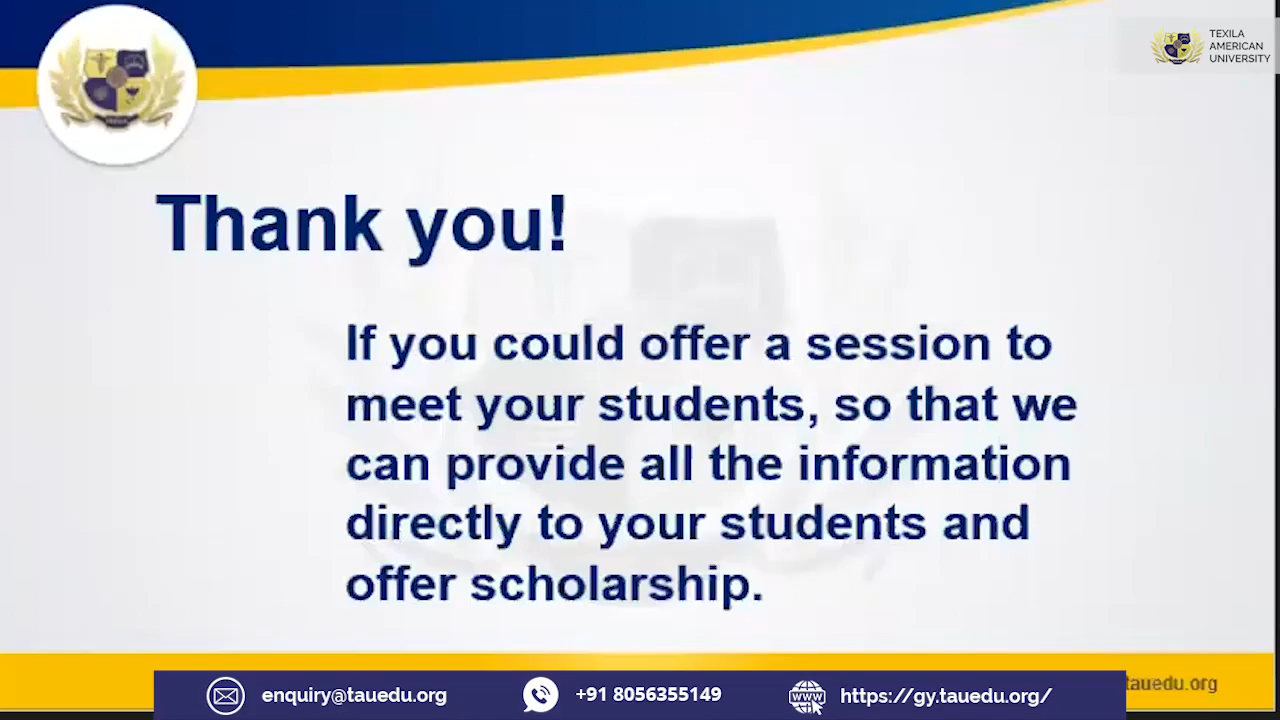 TEXILA
AMERICAN
UNIVERSITY
Thank you!
If you could offer a session to
meet your students, so that we
can provide all the information
directly to your students and
offer scholarship.
enquiry@tauedu.org
+91 8056355149
https://gy.tauedu.org/
tauedu.org